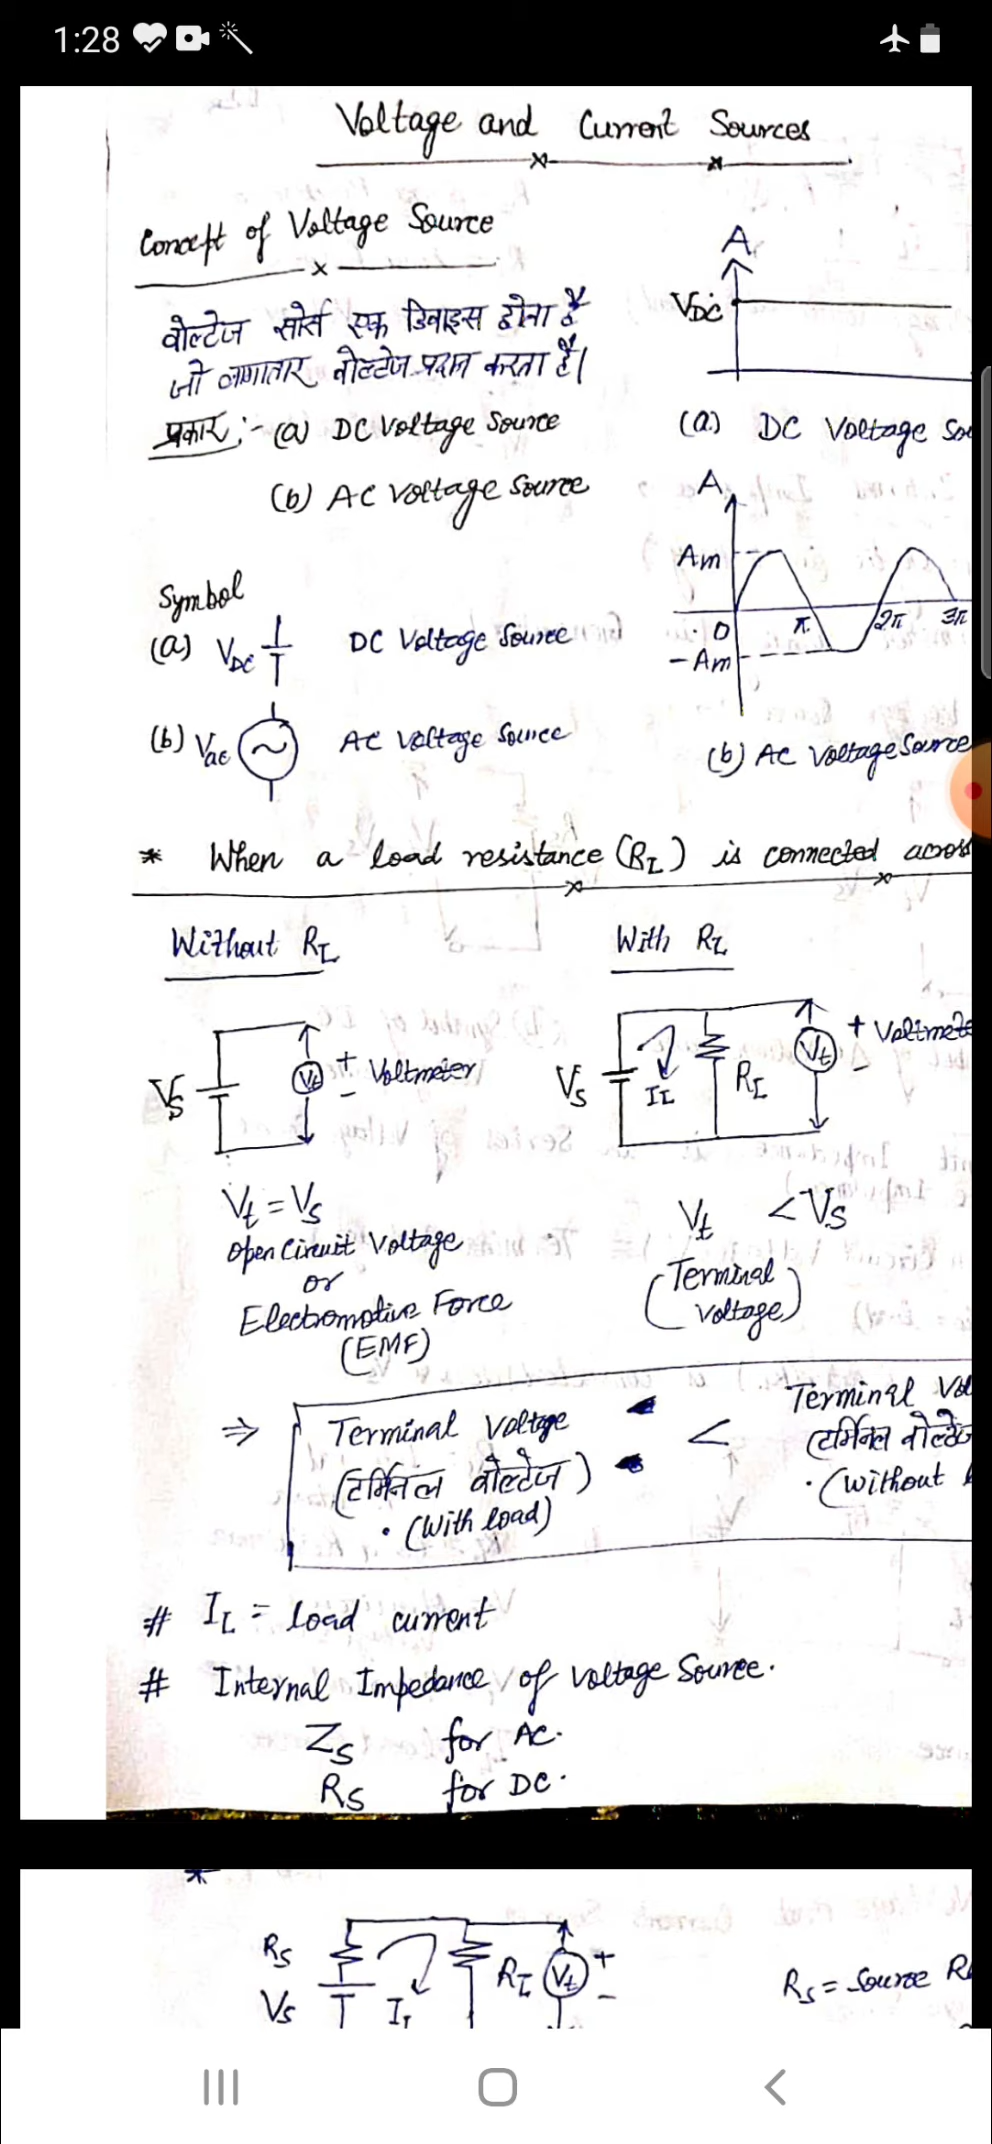 1:28
Voltage and Current Sources
Concept of Voltage Source
वोल्टेज सोर्स एक डिवाइस होता है
जो लगातार वोल्टेज प्रदान करता है।
प्रकार :- (a) DC Voltage Source
(b) AC Voltage Source
A
VDC
(a) DC Voltage Sou
A
Am
0 π 2π 3π
-Am
(b) AC Voltage Source
Symbol
(a) VDC DC Voltage Source
(b) Vac AC Voltage Source
* When a load resistance (RL) is connected across
Without RL With RL
VS Vt + - Voltmeter
VS IL RL Vt + - Voltmete
Vt = VS
Open Circuit Voltage
or
Electromotive Force
(EMF)
Vt < VS
(Terminal
Voltage)
⇒ Terminal Voltge < Terminal Vol
(टर्मिनल वोल्टेज) (टर्मिनल वोल्टे
• (With load) • (Without l
# IL = load current
# Internal Impedance of Voltage Source.
ZS for AC.
RS for DC.
*
RS RL Vt + -
VS IL
RS = Source R